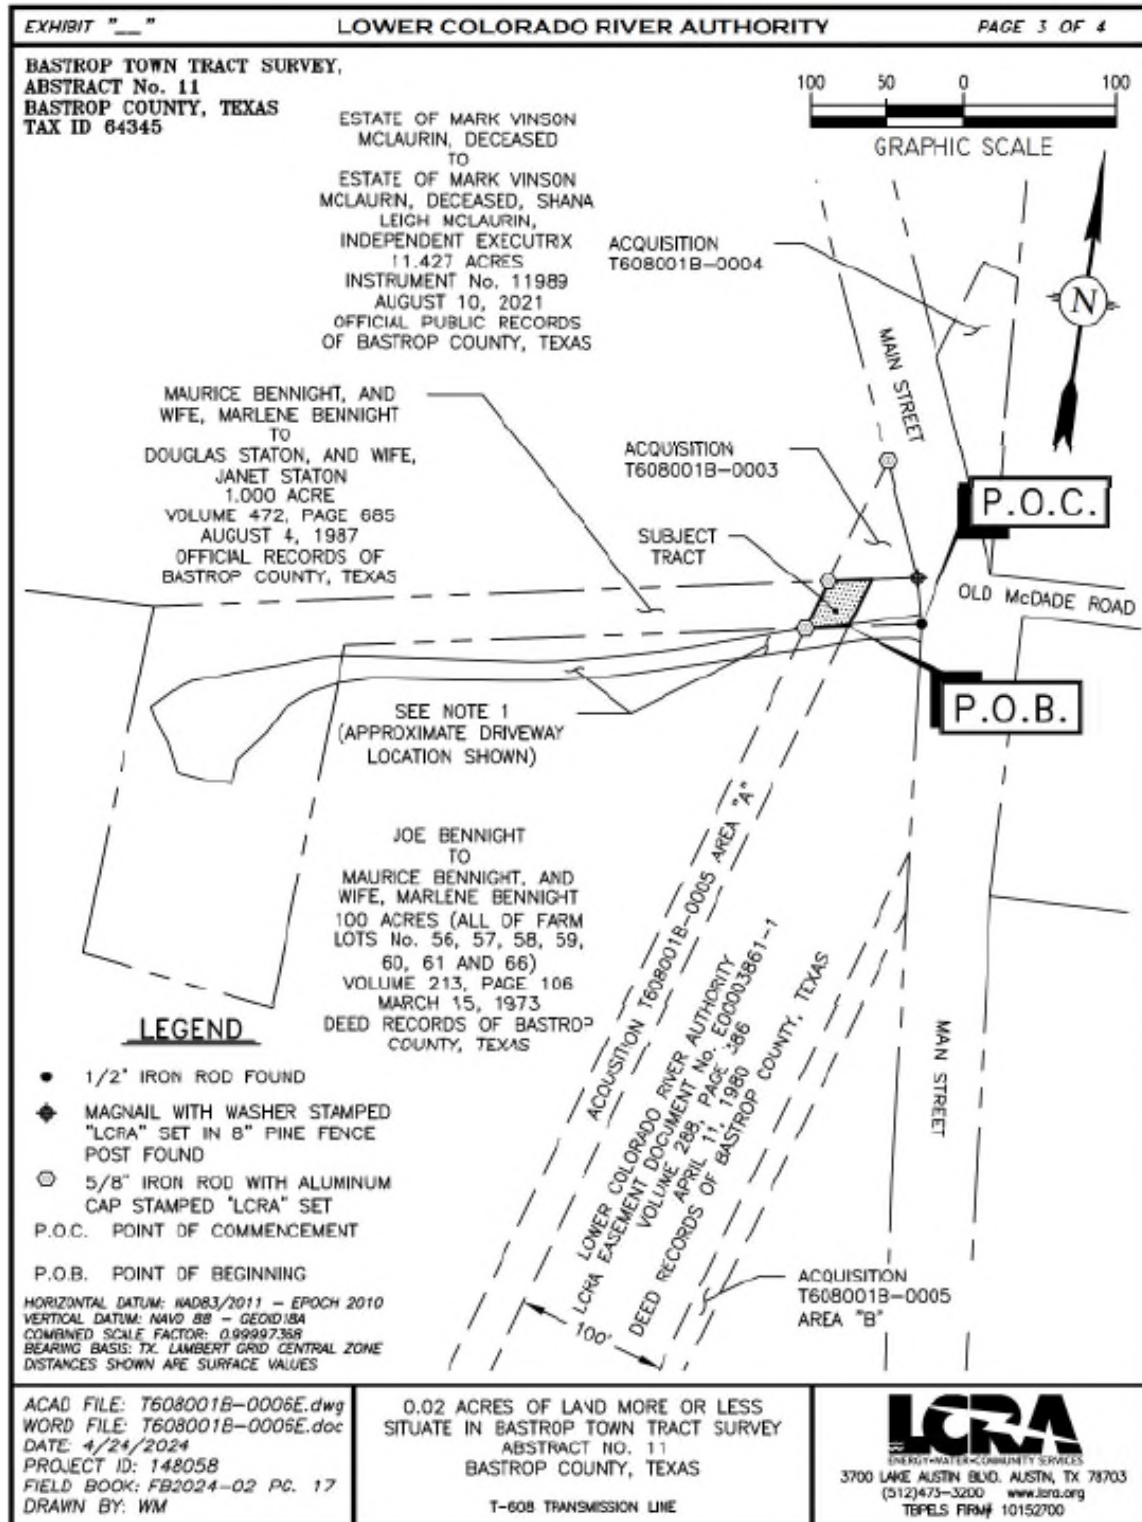 EXHIBIT "__"
LOWER COLORADO RIVER AUTHORITY
PAGE 3 OF 4
BASTROP TOWN TRACT SURVEY,
ABSTRACT No. 11
BASTROP COUNTY, TEXAS
TAX ID 64345
100 50 0 100
GRAPHIC SCALE
ESTATE OF MARK VINSON
MCLAURIN, DECEASED
TO
ESTATE OF MARK VINSON
MCLAURIN, DECEASED, SHANA
LEIGH MCLAURIN,
INDEPENDENT EXECUTRIX
11.427 ACRES
INSTRUMENT No. 11989
AUGUST 10, 2021
OFFICIAL PUBLIC RECORDS
OF BASTROP COUNTY, TEXAS
ACQUISITION
T608001B-0004
N
MAIN STREET
MAURICE BENNIGHT, AND
WIFE, MARLENE BENNIGHT
TO
DOUGLAS STATON, AND WIFE,
JANET STATON
1.000 ACRE
VOLUME 472, PAGE 685
AUGUST 4, 1987
OFFICIAL RECORDS OF
BASTROP COUNTY, TEXAS
ACQUISITION
T608001B-0003
P.O.C.
SUBJECT
TRACT
OLD McDADE ROAD
P.O.B.
SEE NOTE 1
(APPROXIMATE DRIVEWAY
LOCATION SHOWN)
JOE BENNIGHT
TO
MAURICE BENNIGHT, AND
WIFE, MARLENE BENNIGHT
100 ACRES (ALL OF FARM
LOTS No. 56, 57, 58, 59,
60, 61 AND 66)
VOLUME 213, PAGE 106
MARCH 15, 1973
DEED RECORDS OF BASTROP
COUNTY, TEXAS
ACQUISITION T608001B-0005 AREA "A"
LOWER COLORADO RIVER AUTHORITY
LCRA EASEMENT DOCUMENT No. E00003861-1
VOLUME 288, PAGE
APRIL 11, 1980
DEED RECORDS OF BASTROP COUNTY, TEXAS
100'
MAN STREET
ACQUISITION
T608001B-0005
AREA "B"
LEGEND
1/2" IRON ROD FOUND
MAGNAIL WITH WASHER STAMPED
"LCRA" SET IN 8" PINE FENCE
POST FOUND
5/8" IRON ROD WITH ALUMINUM
CAP STAMPED "LCRA" SET
P.O.C. POINT OF COMMENCEMENT
P.O.B. POINT OF BEGINNING
HORIZONTAL DATUM: NAD83/2011 - EPOCH 2010
VERTICAL DATUM: NAVD 88 - GEOID18A
COMBINED SCALE FACTOR: 0.99997368
BEARING BASIS: TX. LAMBERT GRID CENTRAL ZONE
DISTANCES SHOWN ARE SURFACE VALUES
ACAD FILE: T608001B-0006E.dwg
WORD FILE: T608001B-0006E.doc
DATE: 4/24/2024
PROJECT ID: 148058
FIELD BOOK: FB2024-02 PG. 17
DRAWN BY: WM
0.02 ACRES OF LAND MORE OR LESS
SITUATE IN BASTROP TOWN TRACT SURVEY
ABSTRACT NO. 11
BASTROP COUNTY, TEXAS
T-608 TRANSMISSION LINE
LCRA
ENERGY•WATER•COMMUNITY SERVICES
3700 LAKE AUSTIN BLVD. AUSTIN, TX 78703
(512)473-3200 www.lcra.org
TBPELS FIRM# 10152700